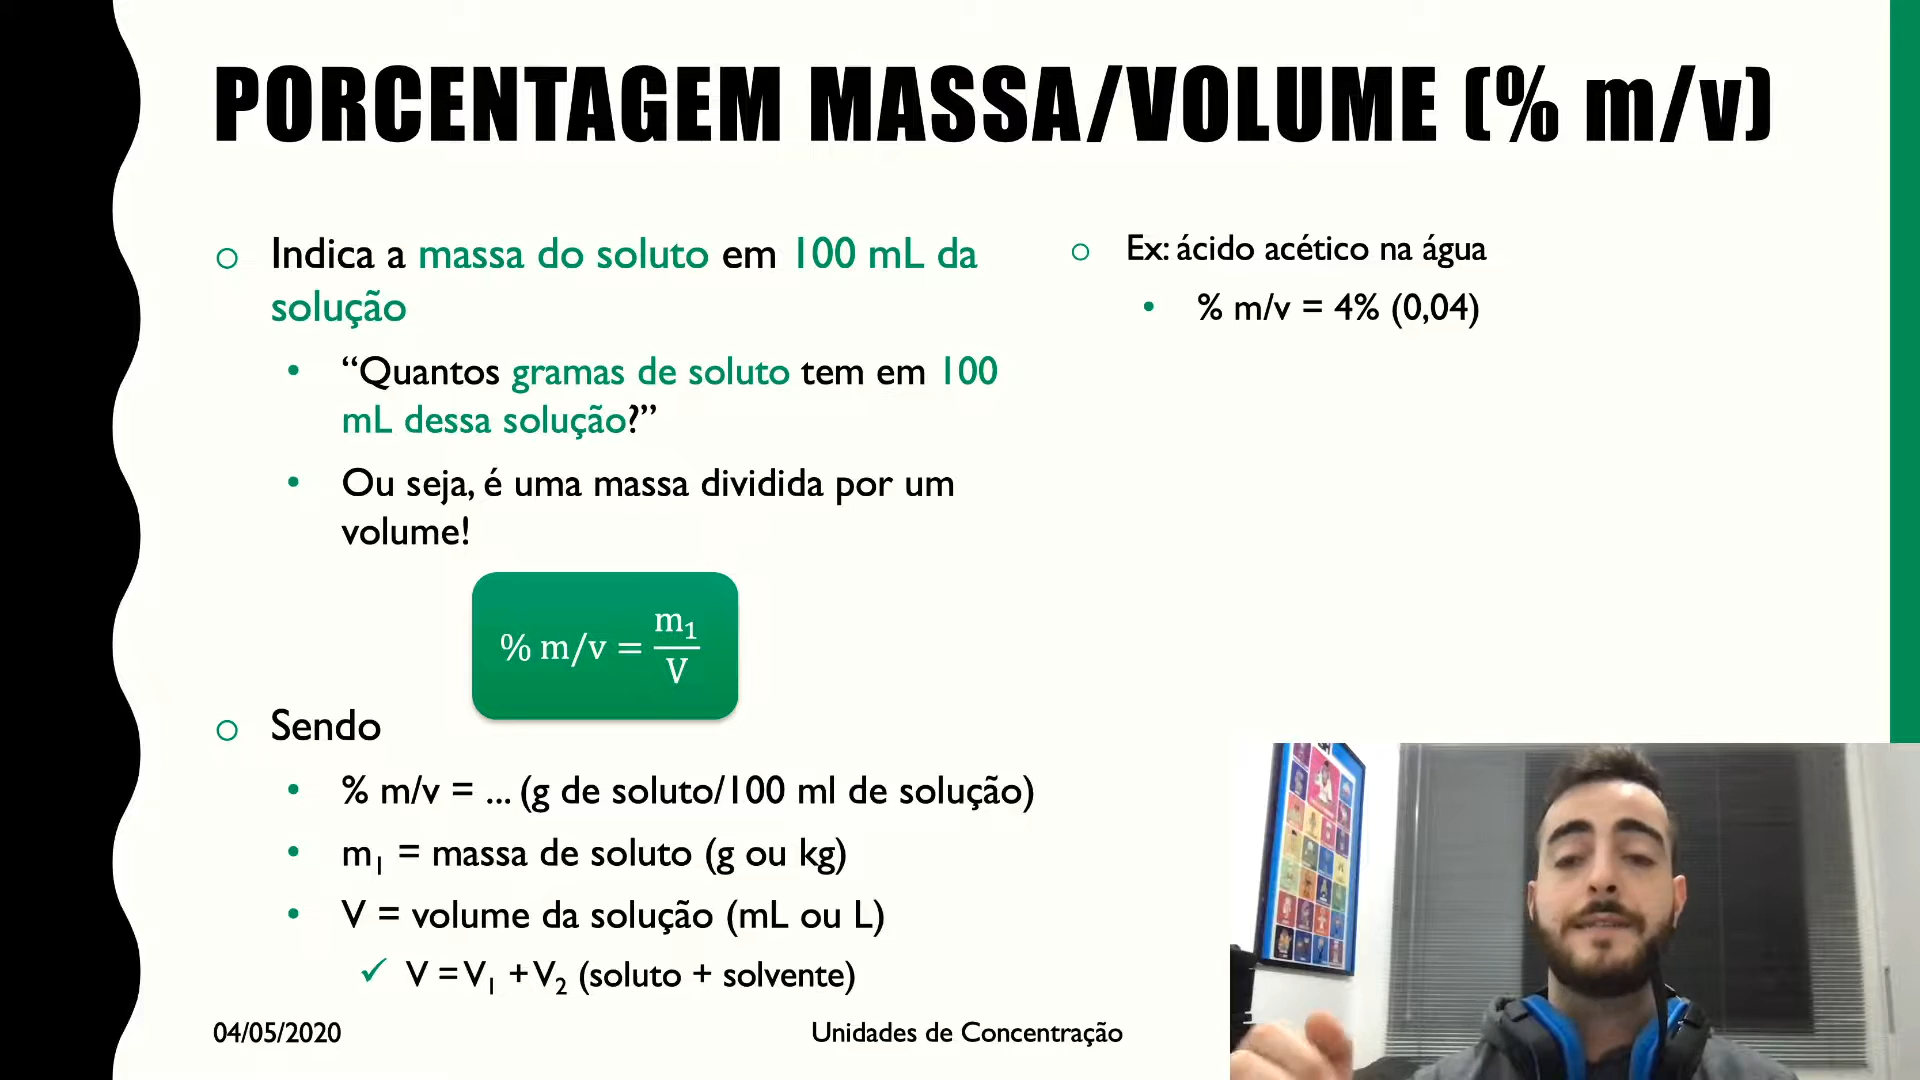 PORCENTAGEM MASSA/VOLUME (% m/v)
Indica a massa do soluto em 100 mL da
solução
“Quantos gramas de soluto tem em 100
mL dessa solução?”
Ou seja, é uma massa dividida por um
volume!
% m/v = m₁/V
Sendo
% m/v = ... (g de soluto/100 ml de solução)
m₁ = massa de soluto (g ou kg)
V = volume da solução (mL ou L)
✓ V = V₁ + V₂ (soluto + solvente)
Ex: ácido acético na água
% m/v = 4% (0,04)
04/05/2020
Unidades de Concentração